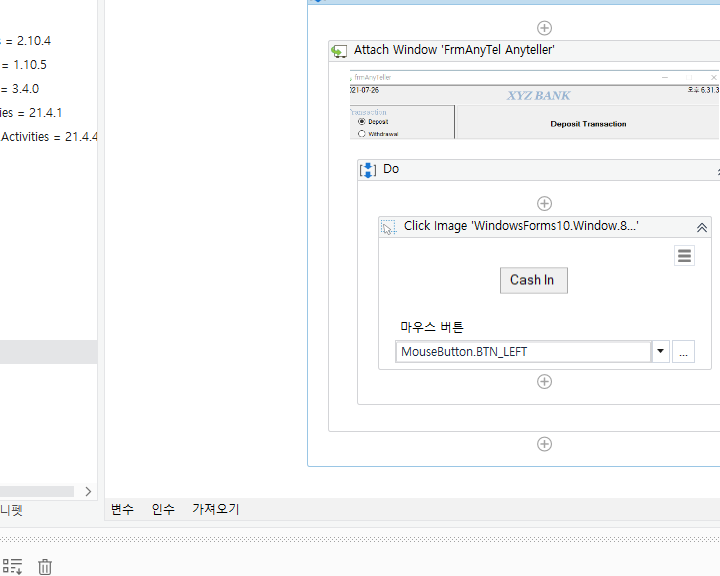 s = 2.10.4
= 1.10.5
= 3.4.0
ies = 21.4.1
Activities = 21.4.4
Attach Window 'FrmAnyTel Anyteller'
frmAnyTeller
021-07-26
XYZ BANK
오후 6:31:3
Transaction
Deposit
Withdrawal
Deposit Transaction
Do
Click Image 'WindowsForms10.Window.8...'
Cash In
마우스 버튼
MouseButton.BTN_LEFT
...
니펫
변수 인수 가져오기